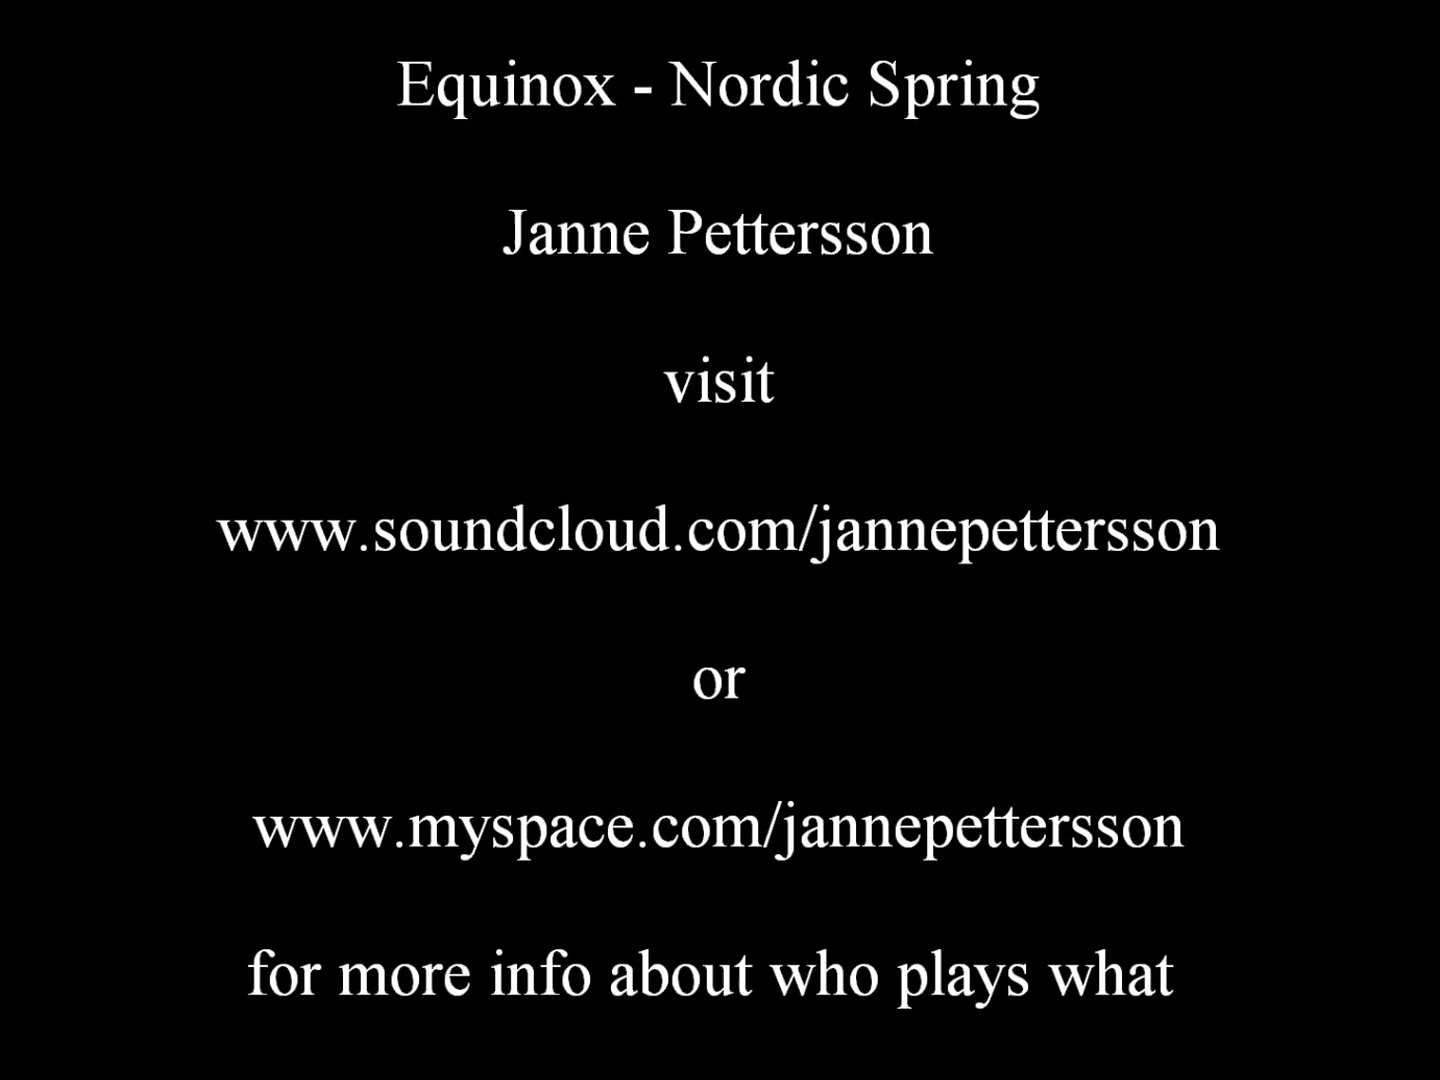 Equinox - Nordic Spring
Janne Pettersson
visit
www.soundcloud.com/jannepettersson
or
www.myspace.com/jannepettersson
for more info about who plays what